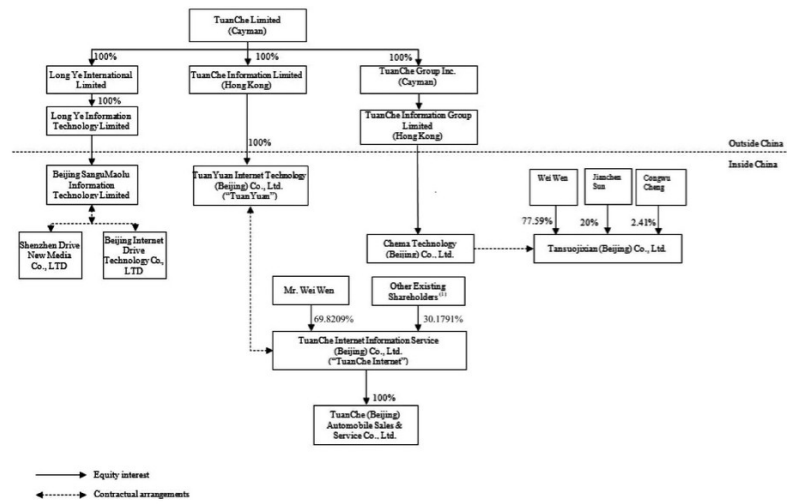 TuanChe Limited
(Cayman)
100%
100%
100%
Long Ye International
Limited
TuanChe Information Limited
(Hong Kong)
TuanChe Group Inc.
(Cayman)
100%
Long Ye Information
Technology Limited
TuanChe Information Group
Limited
(Hong Kong)
100%
Outside China
Inside China
Beijing SanguMaolu
Information
Technology Limited
TuanYuan Internet Technology
(Beijing) Co., Ltd.
("TuanYuan")
Wei Wen
Jianchen
Sun
Congwu
Cheng
77.59%
20%
2.41%
Shenzhen Drive
New Media
Co., LTD
Beijing Internet
Drive
Technology Co,
LTD
Chema Technology
(Beijing) Co., Ltd.
Tansuojixian (Beijing) Co., Ltd.
Mr. Wei Wen
Other Existing
Shareholders(1)
69.8209%
30.1791%
TuanChe Internet Information Service
(Beijing) Co., Ltd.
("TuanChe Internet")
100%
TuanChe (Beijing)
Automobile Sales &
Service Co., Ltd.
Equity interest
Contractual arrangements